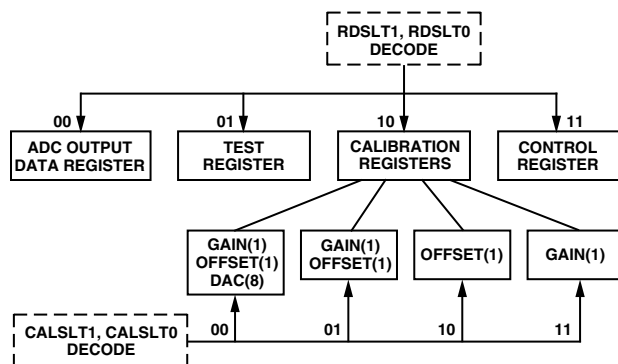 RDSLT1, RDSLT0
DECODE
00
01
10
11
ADC OUTPUT
DATA REGISTER
TEST
REGISTER
CALIBRATION
REGISTERS
CONTROL
REGISTER
GAIN(1)
OFFSET(1)
DAC(8)
GAIN(1)
OFFSET(1)
OFFSET(1)
GAIN(1)
CALSLT1, CALSLT0
DECODE
00
01
10
11